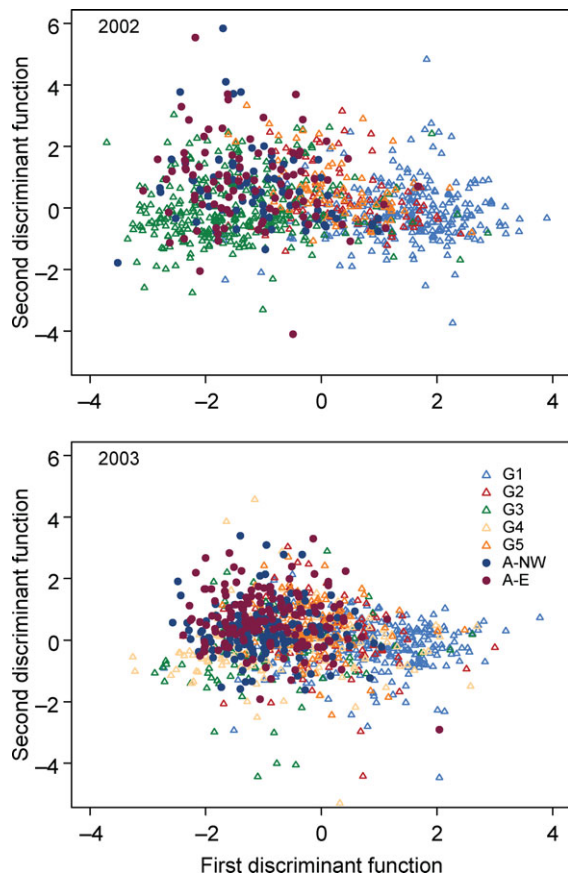 2002
Second discriminant function
6
4
2
0
–2
–4
–4 –2 0 2 4
2003
Second discriminant function
6
4
2
0
–2
–4
G1
G2
G3
G4
G5
A-NW
A-E
–4 –2 0 2 4
First discriminant function